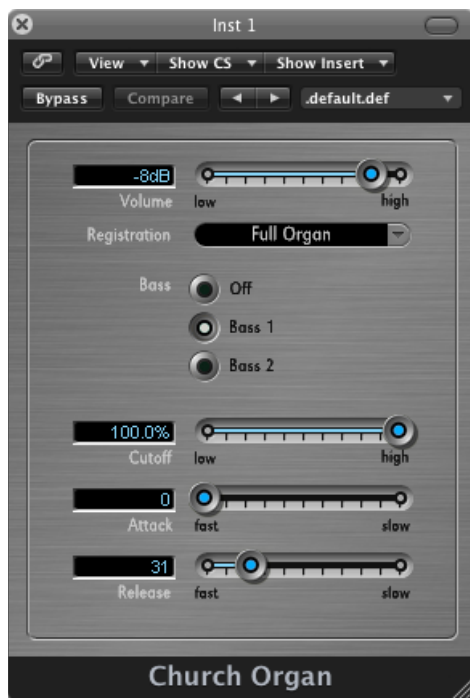 Inst 1
View Show CS Show Insert
Bypass Compare .default.def
-8dB
Volume low high
Registration Full Organ
Bass Off
Bass 1
Bass 2
100.0%
Cutoff low high
0
Attack fast slow
31
Release fast slow
Church Organ